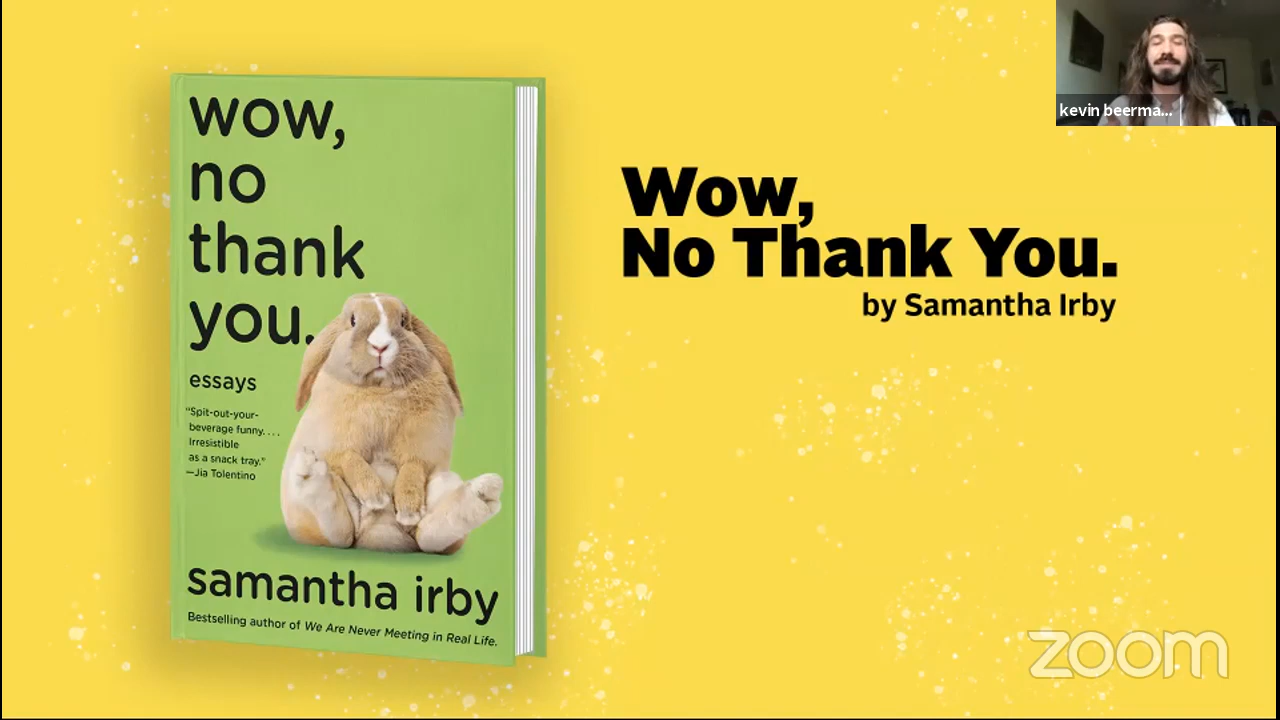 wow,
no
thank
you.
essays
"Spit-out-your-
beverage funny. . . .
Irresistible
as a snack tray."
—Jia Tolentino
samantha irby
Bestselling author of We Are Never Meeting in Real Life.
Wow,
No Thank You.
by Samantha Irby
kevin beerma...
zoom